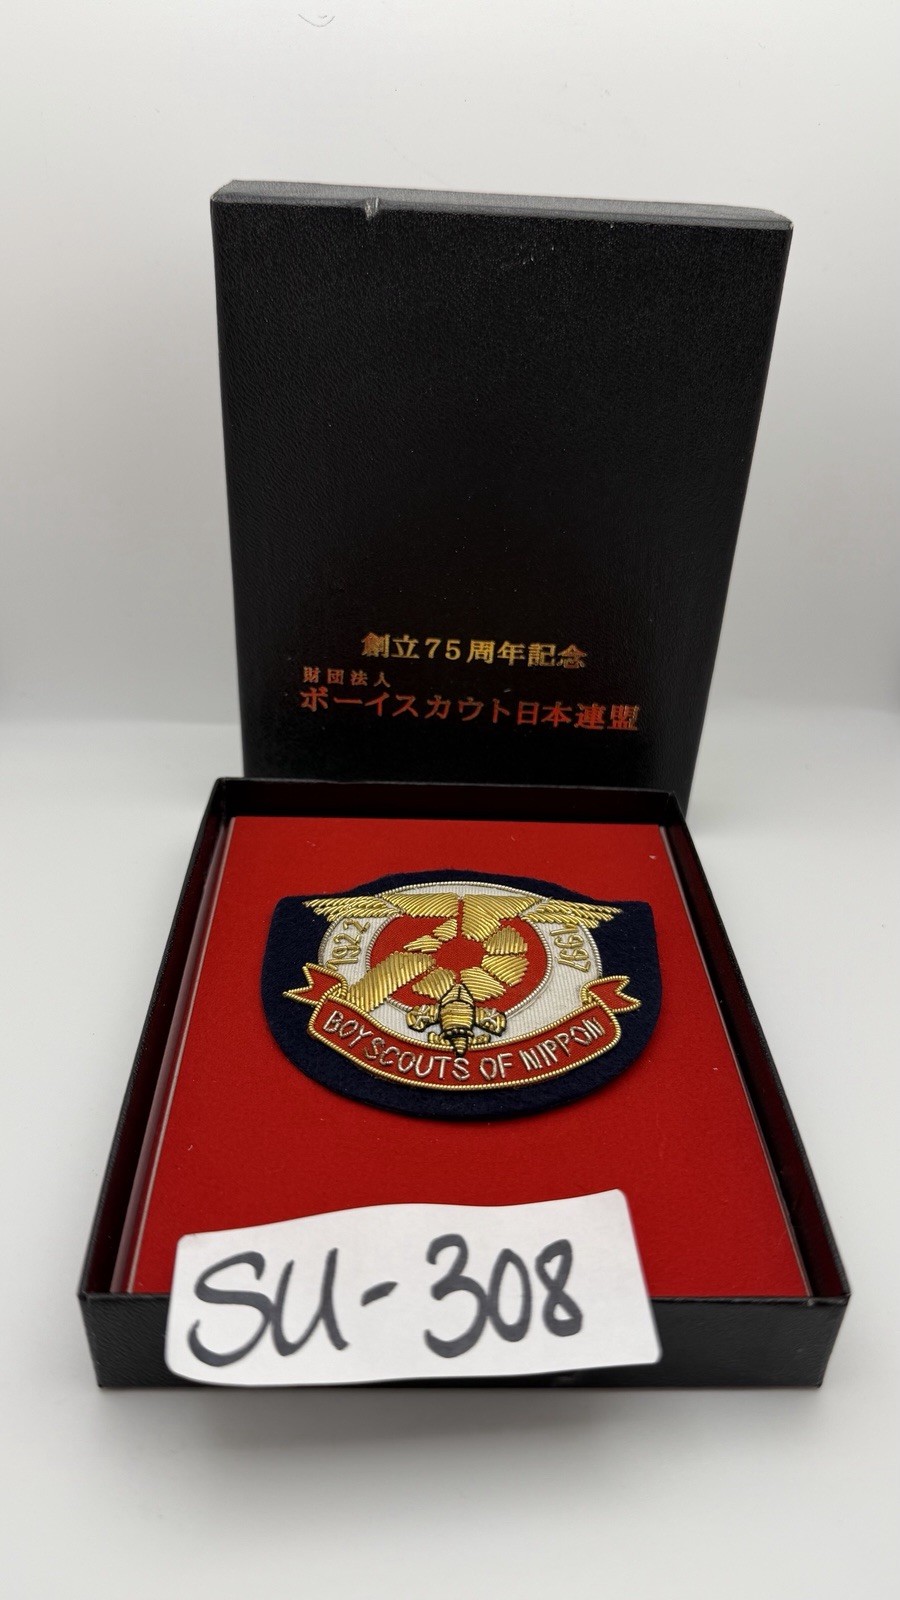 創立75周年記念
財団法人
ボーイスカウト日本連盟
1922 1997
75
BOY SCOUTS OF NIPPON
SU-308